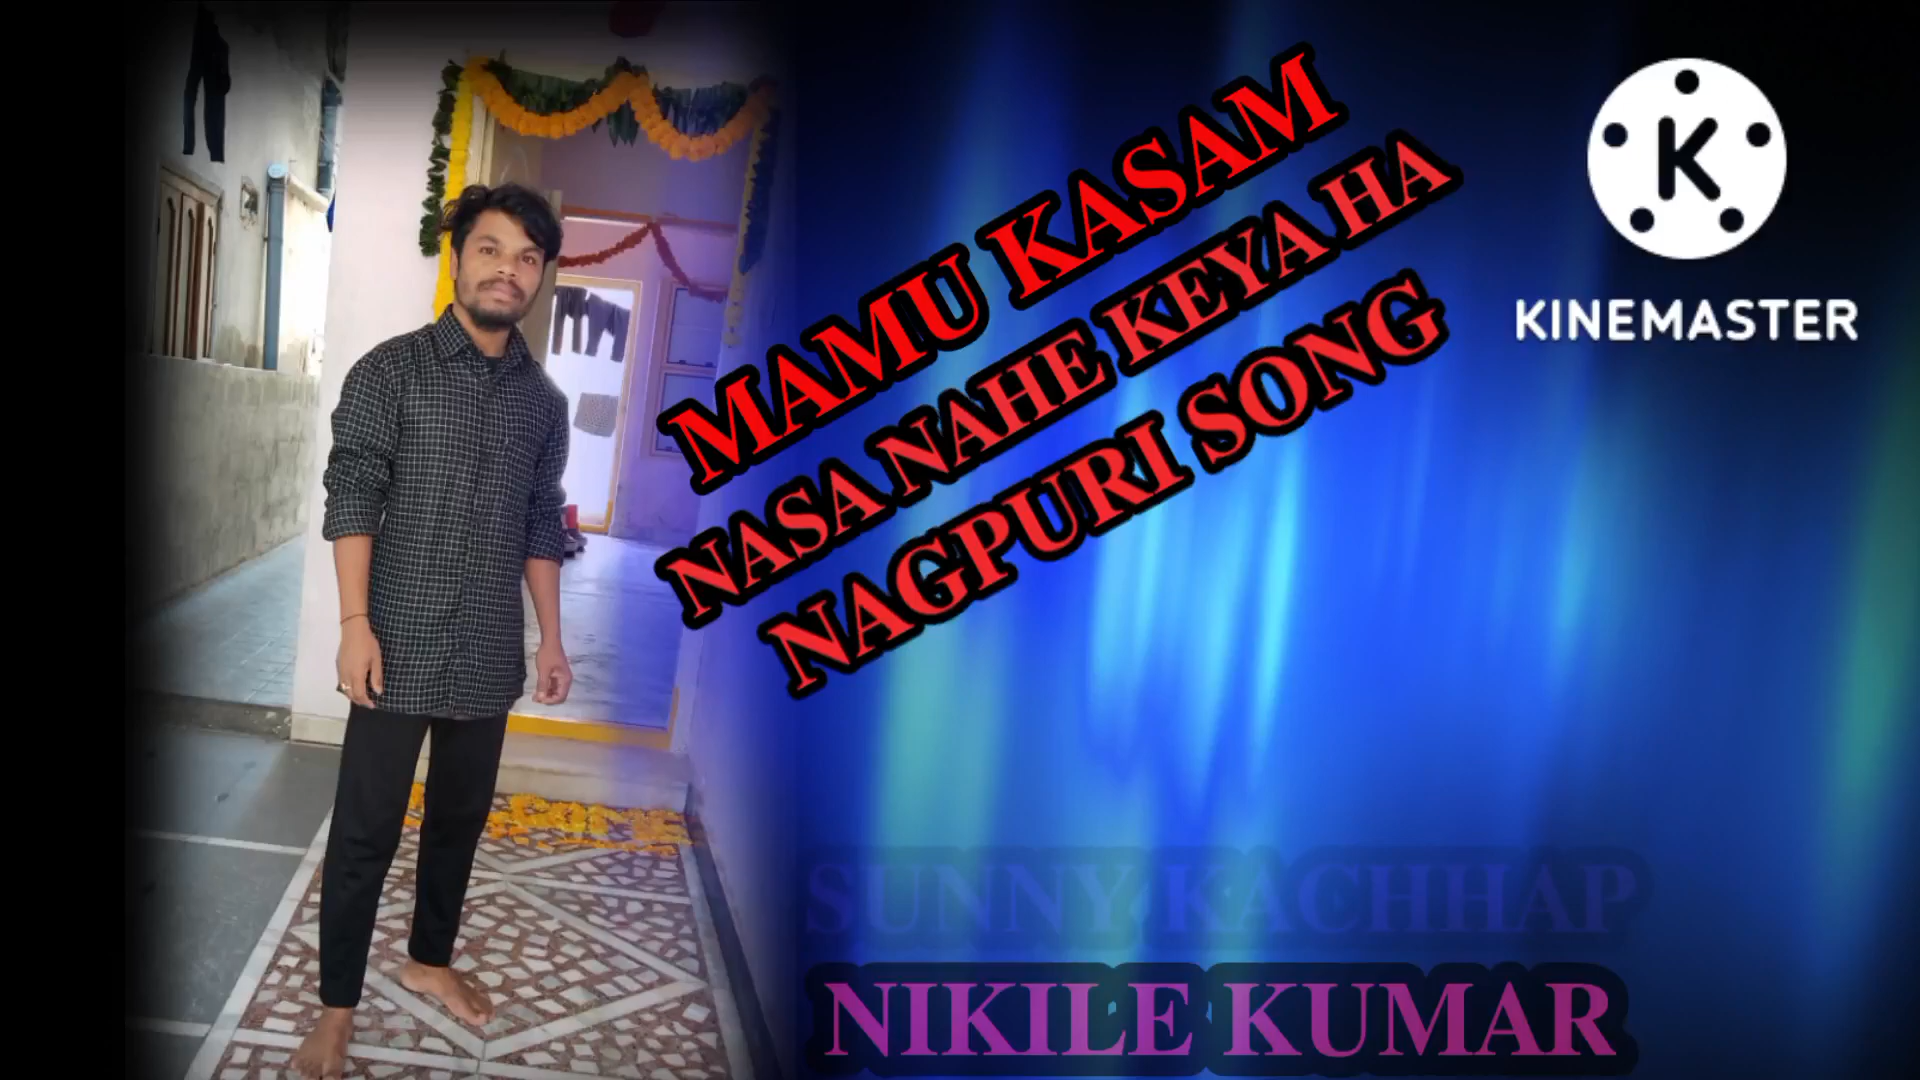 MAMU KASAM
NASA NAHE KEYA HA
NAGPURI SONG
K
KINEMASTER
SUNNY KACHHAP
NIKILE KUMAR